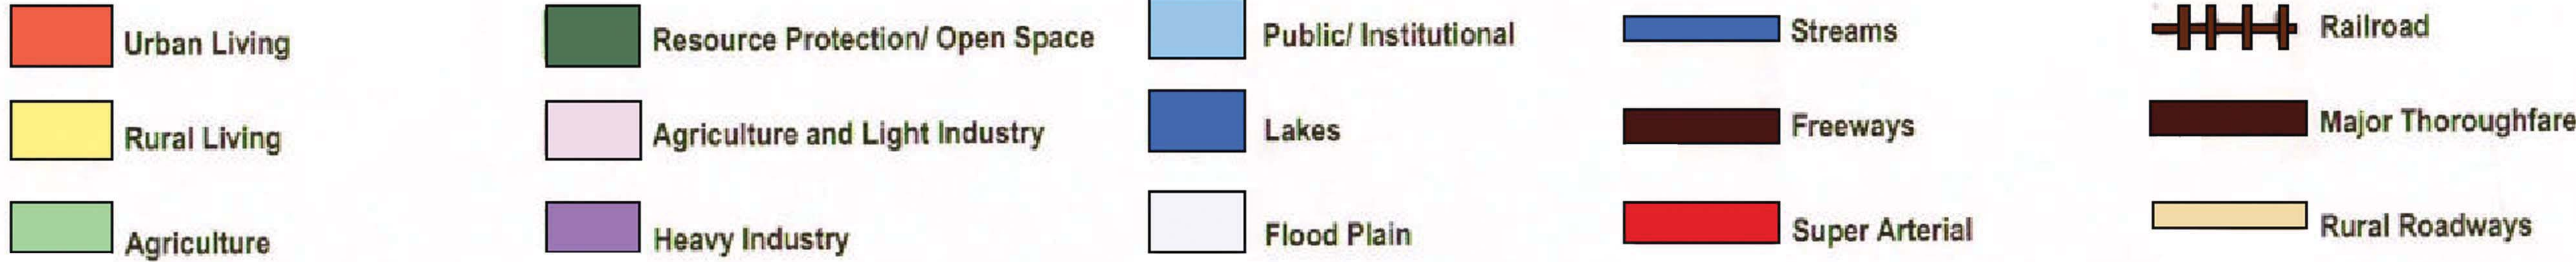 Urban Living
Rural Living
Agriculture
Resource Protection/ Open Space
Agriculture and Light Industry
Heavy Industry
Public/ Institutional
Lakes
Flood Plain
Streams
Freeways
Super Arterial
Railroad
Major Thoroughfare
Rural Roadways